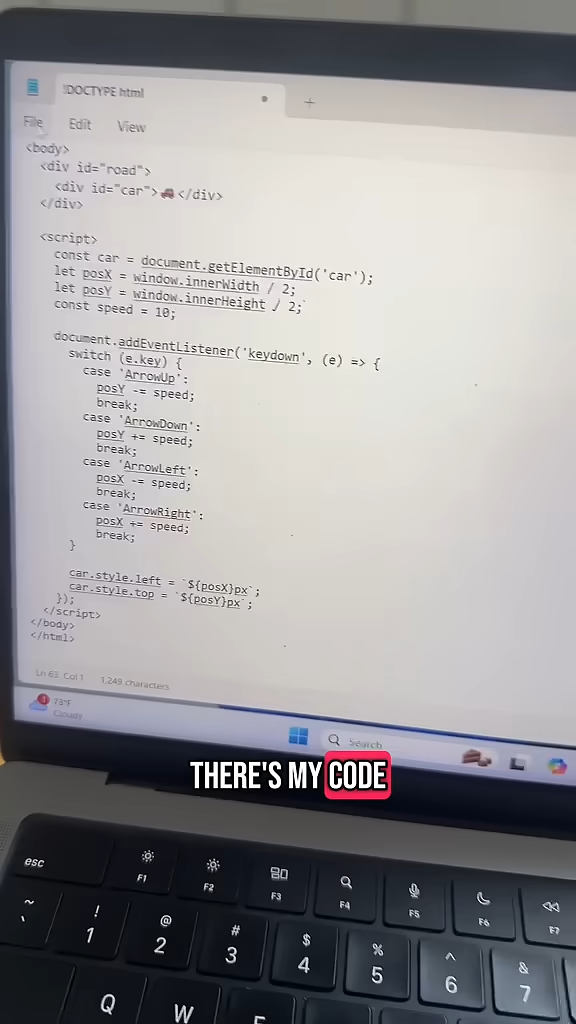 !DOCTYPE html
File Edit View
<body>
<div id="road">
<div id="car">🚗</div>
</div>
<script>
const car = document.getElementById('car');
let posX = window.innerWidth / 2;
let posY = window.innerHeight / 2;
const speed = 10;
document.addEventListener('keydown', (e) => {
switch (e.key) {
case 'ArrowUp':
posY -= speed;
break;
case 'ArrowDown':
posY += speed;
break;
case 'ArrowLeft':
posX -= speed;
break;
case 'ArrowRight':
posX += speed;
break;
}
car.style.left = `${posX}px`;
car.style.top = `${posY}px`;
});
</script>
</body>
</html>
Ln 63 Col 1 1,249 characters
1
73°F
Cloudy
Search
THERE'S MY CODE
esc F1 F2 F3 F4 F5 F6 F7
~ ! @ # $ % ^ &
` 1 2 3 4 5 6 7
Q W